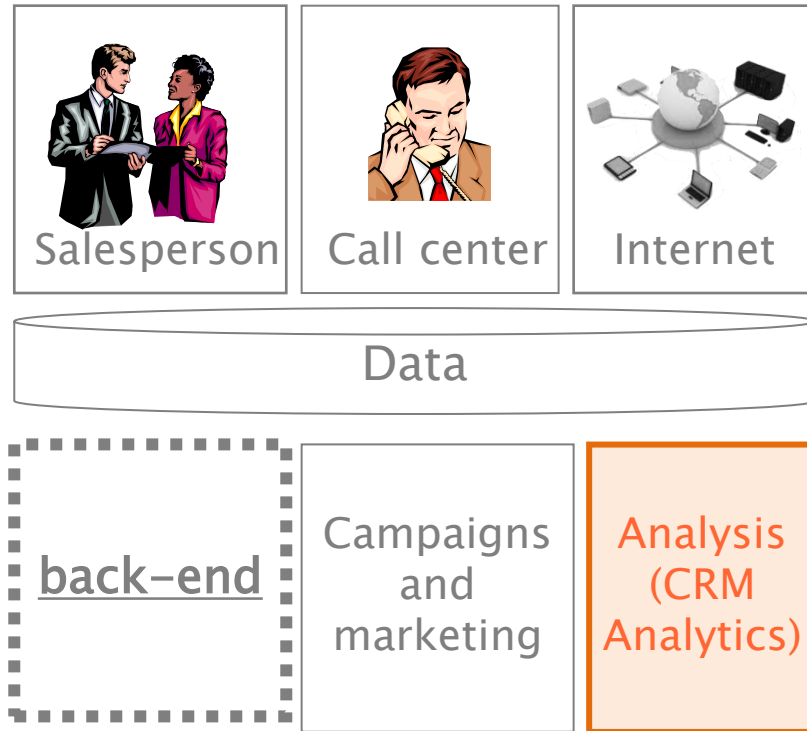 Salesperson
Call center
Internet
Data
back-end
Campaigns
and
marketing
Analysis
(CRM
Analytics)